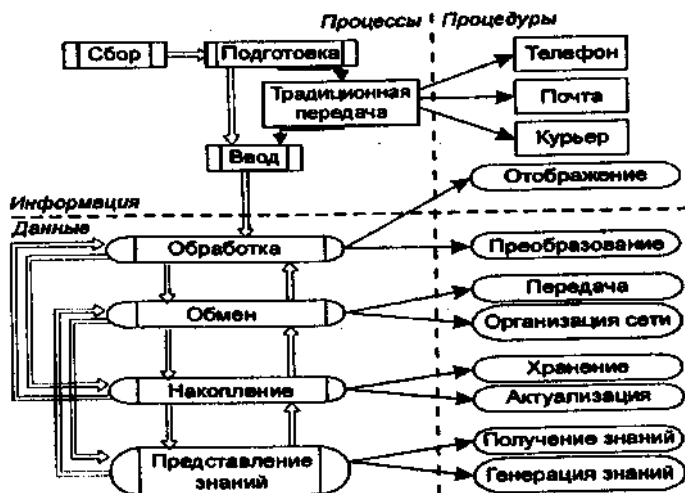 Процессы
Процедуры
Сбор
Подготовка
Телефон
Традиционная
передача
Почта
Курьер
Ввод
Отображение
Информация
Данные
Обработка
Преобразование
Передача
Обмен
Организация сети
Хранение
Накопление
Актуализация
Получение знаний
Представление
знаний
Генерация знаний